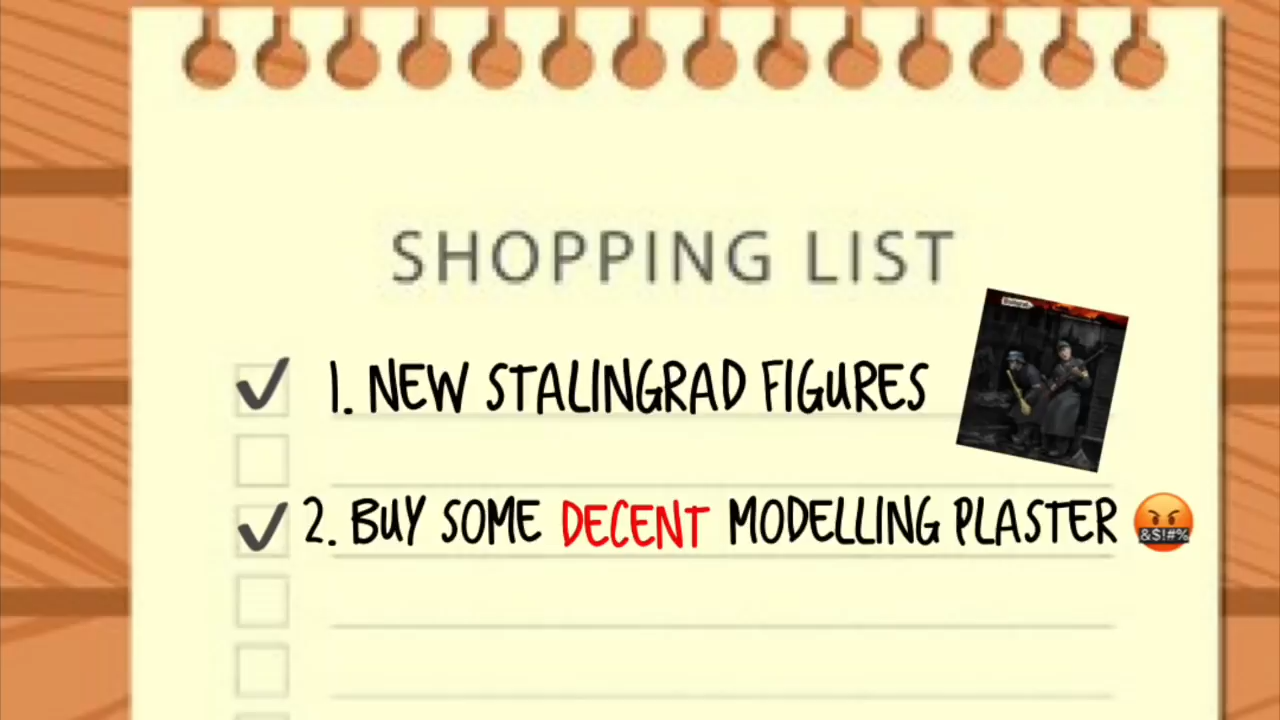 SHOPPING LIST
1. NEW STALINGRAD FIGURES
2. BUY SOME DECENT MODELLING PLASTER
&$!#%